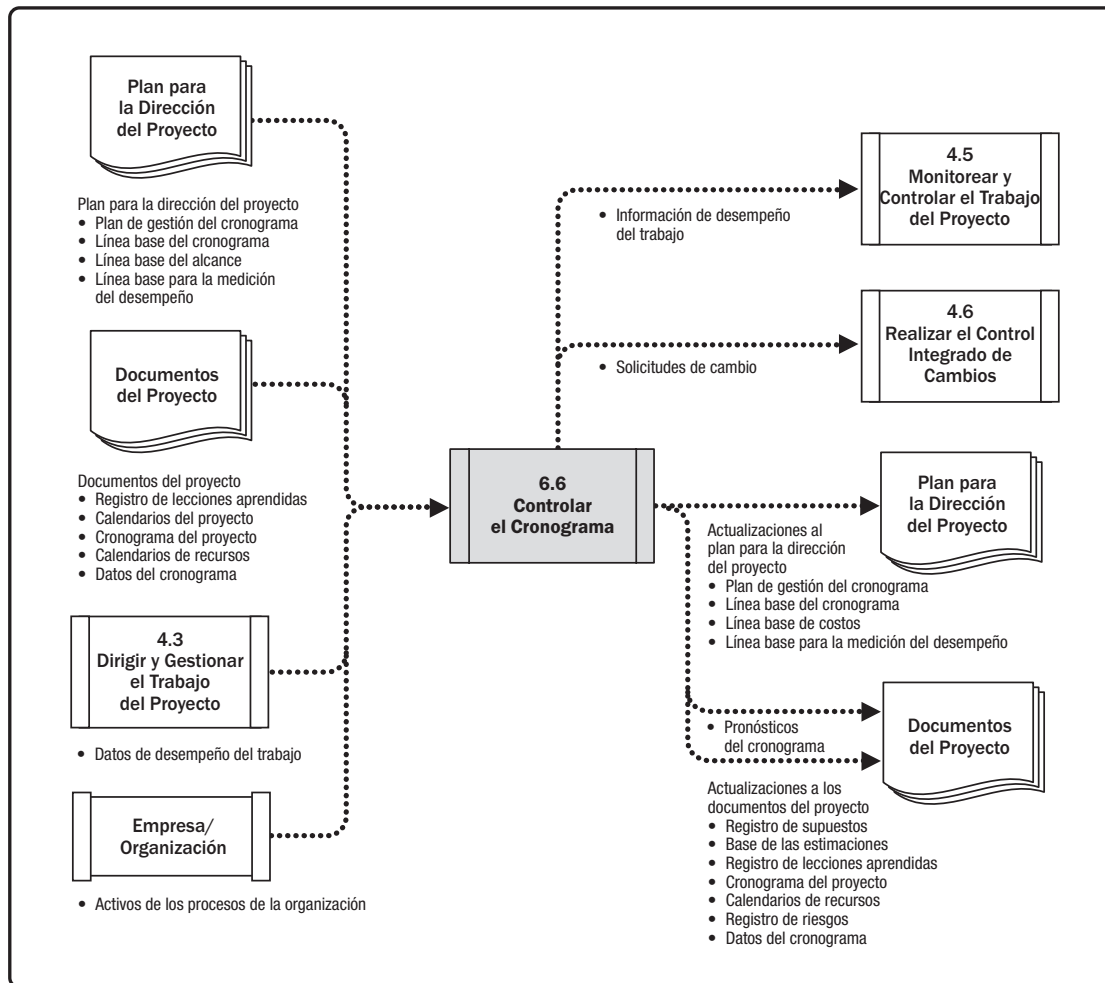 Plan para
la Dirección
del Proyecto
Plan para la dirección del proyecto
• Plan de gestión del cronograma
• Línea base del cronograma
• Línea base del alcance
• Línea base para la medición
del desempeño
Documentos
del Proyecto
Documentos del proyecto
• Registro de lecciones aprendidas
• Calendarios del proyecto
• Cronograma del proyecto
• Calendarios de recursos
• Datos del cronograma
4.3
Dirigir y Gestionar
el Trabajo
del Proyecto
• Datos de desempeño del trabajo
Empresa/
Organización
• Activos de los procesos de la organización
6.6
Controlar
el Cronograma
• Información de desempeño
del trabajo
4.5
Monitorear y
Controlar el Trabajo
del Proyecto
• Solicitudes de cambio
4.6
Realizar el Control
Integrado de
Cambios
Plan para
la Dirección
del Proyecto
Actualizaciones al
plan para la dirección
del proyecto
• Plan de gestión del cronograma
• Línea base del cronograma
• Línea base de costos
• Línea base para la medición del desempeño
• Pronósticos
del cronograma
Documentos
del Proyecto
Actualizaciones a los
documentos del proyecto
• Registro de supuestos
• Base de las estimaciones
• Registro de lecciones aprendidas
• Cronograma del proyecto
• Calendarios de recursos
• Registro de riesgos
• Datos del cronograma